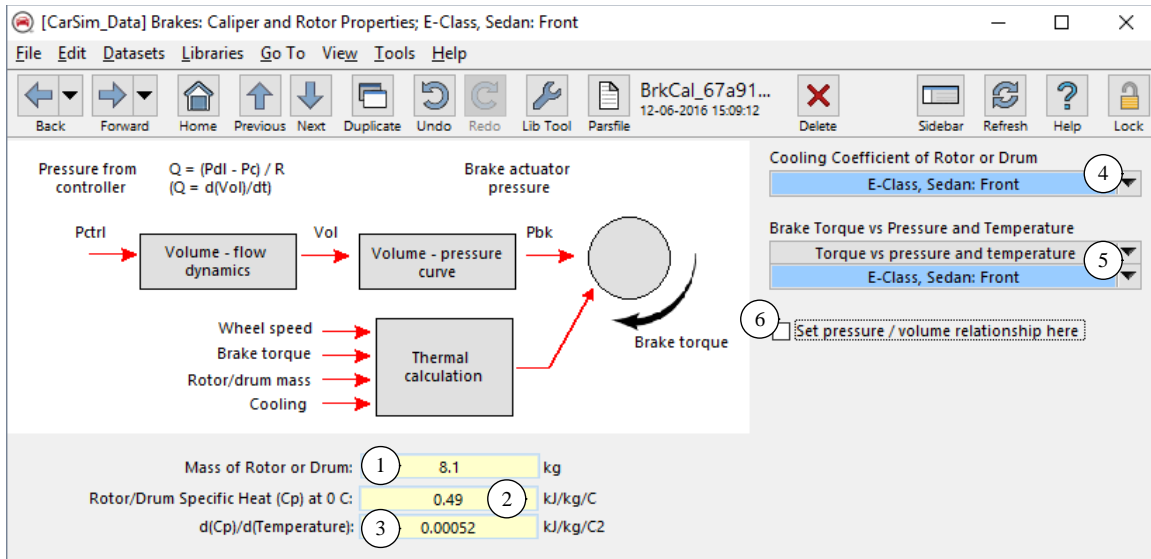 [CarSim_Data] Brakes: Caliper and Rotor Properties; E-Class, Sedan: Front
File Edit Datasets Libraries Go To View Tools Help
BrkCal_67a91...
12-06-2016 15:09:12
Back Forward Home Previous Next Duplicate Undo Redo Lib Tool Parsfile Delete Sidebar Refresh Help Lock
Pressure from
controller
Q = (Pdl - Pc) / R
(Q = d(Vol)/dt)
Brake actuator
pressure
Pctrl
Volume - flow
dynamics
Vol
Volume - pressure
curve
Pbk
Wheel speed
Brake torque
Rotor/drum mass
Cooling
Thermal
calculation
Brake torque
Cooling Coefficient of Rotor or Drum
E-Class, Sedan: Front 4
Brake Torque vs Pressure and Temperature
Torque vs pressure and temperature
5
E-Class, Sedan: Front
6
Set pressure / volume relationship here
Mass of Rotor or Drum: 1 8.1 kg
Rotor/Drum Specific Heat (Cp) at 0 C: 0.49 2 kJ/kg/C
d(Cp)/d(Temperature): 3 0.00052 kJ/kg/C2